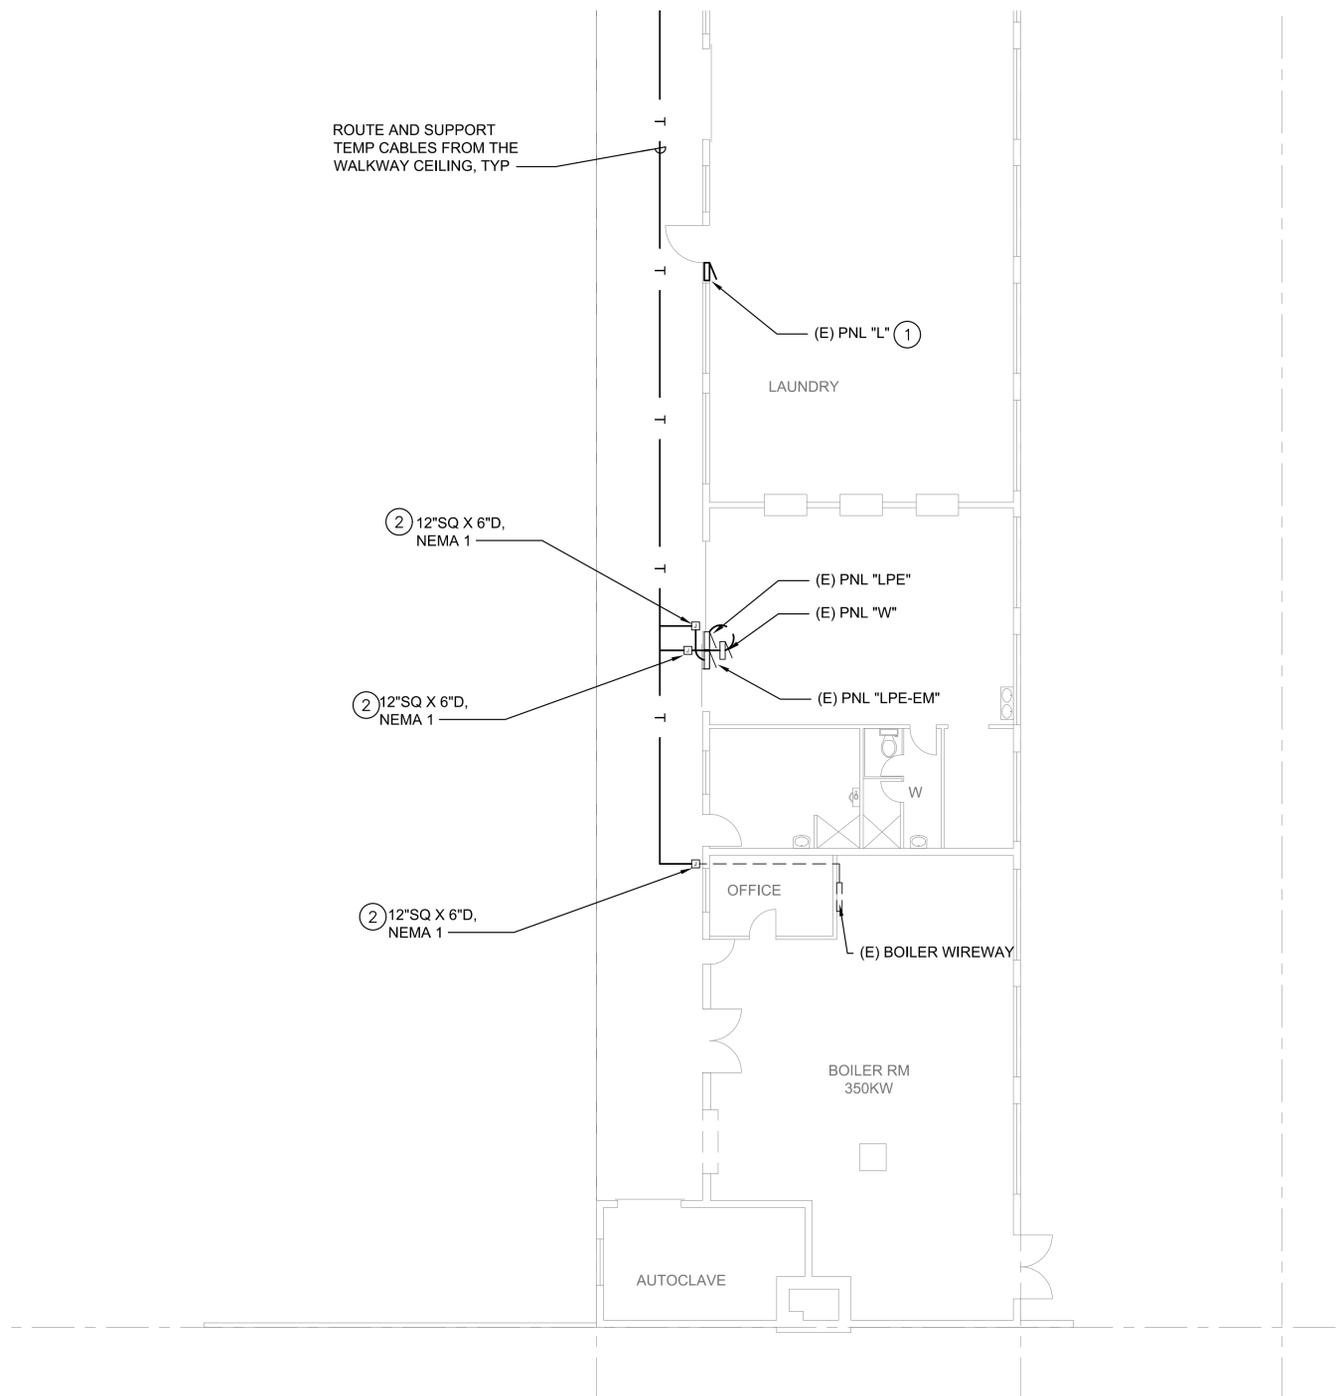 ROUTE AND SUPPORT
TEMP CABLES FROM THE
WALKWAY CEILING, TYP
T
T
T
T
T
(E) PNL "L" 1
LAUNDRY
2 12"SQ X 6"D,
NEMA 1
(E) PNL "LPE"
(E) PNL "W"
J
J
(E) PNL "LPE-EM"
2 12"SQ X 6"D,
NEMA 1
W
J
OFFICE
2 12"SQ X 6"D,
NEMA 1
(E) BOILER WIREWAY
BOILER RM
350KW
AUTOCLAVE